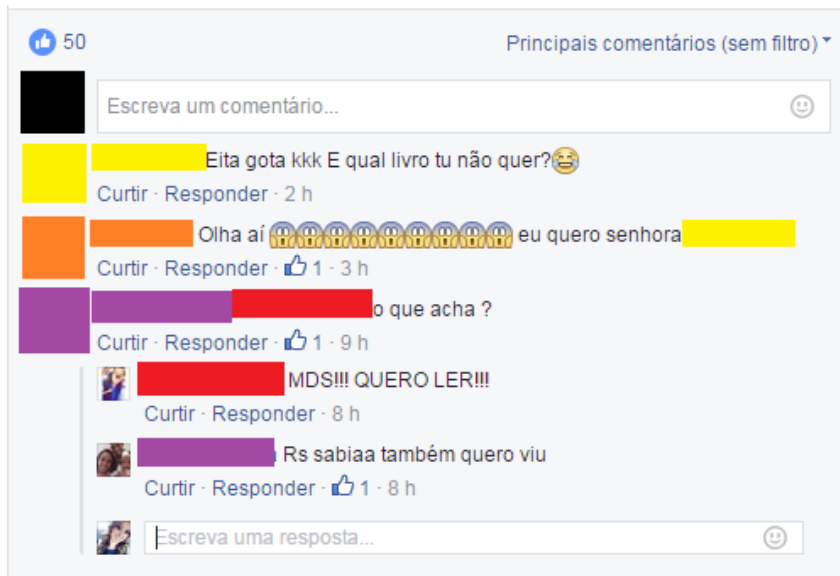 50 Principais comentários (sem filtro)
Escreva um comentário...
Eita gota kkk E qual livro tu não quer?😂
Curtir · Responder · 2 h
Olha aí 😱😱😱😱😱😱😱😱😱 eu quero senhora
Curtir · Responder · 1 · 3 h
o que acha ?
Curtir · Responder · 1 · 9 h
MDS!!! QUERO LER!!!
Curtir · Responder · 8 h
Rs sabiaa também quero viu
Curtir · Responder · 1 · 8 h
Escreva uma resposta...